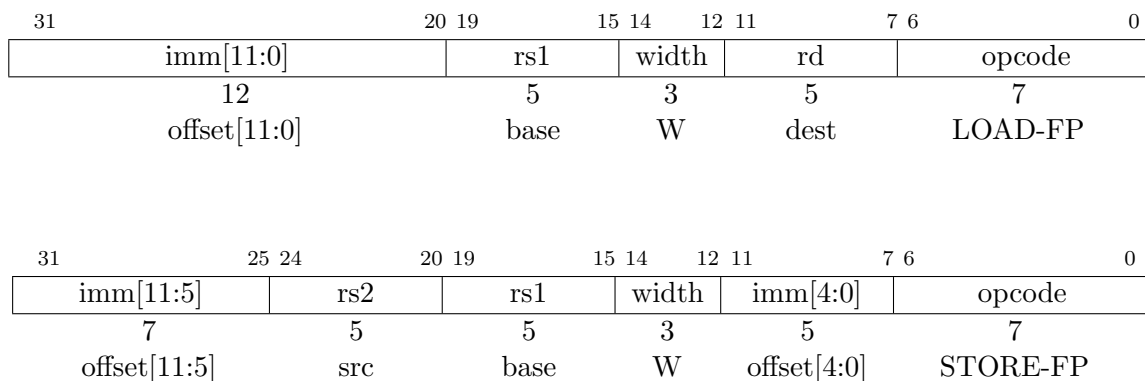 31 20 19 15 14 12 11 7 6 0
imm[11:0] rs1 width rd opcode
12 5 3 5 7
offset[11:0] base W dest LOAD-FP
31 25 24 20 19 15 14 12 11 7 6 0
imm[11:5] rs2 rs1 width imm[4:0] opcode
7 5 5 3 5 7
offset[11:5] src base W offset[4:0] STORE-FP